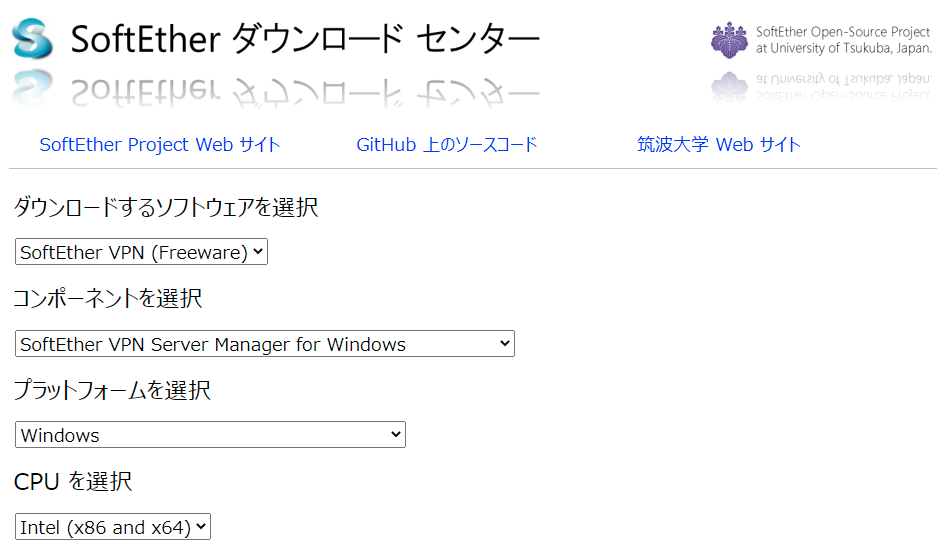 SoftEther ダウンロード センター
SoftEther Open-Source Project
at University of Tsukuba, Japan.
SoftEther Project Web サイト
GitHub 上のソースコード
筑波大学 Web サイト
ダウンロードするソフトウェアを選択
SoftEther VPN (Freeware)
コンポーネントを選択
SoftEther VPN Server Manager for Windows
プラットフォームを選択
Windows
CPU を選択
Intel (x86 and x64)